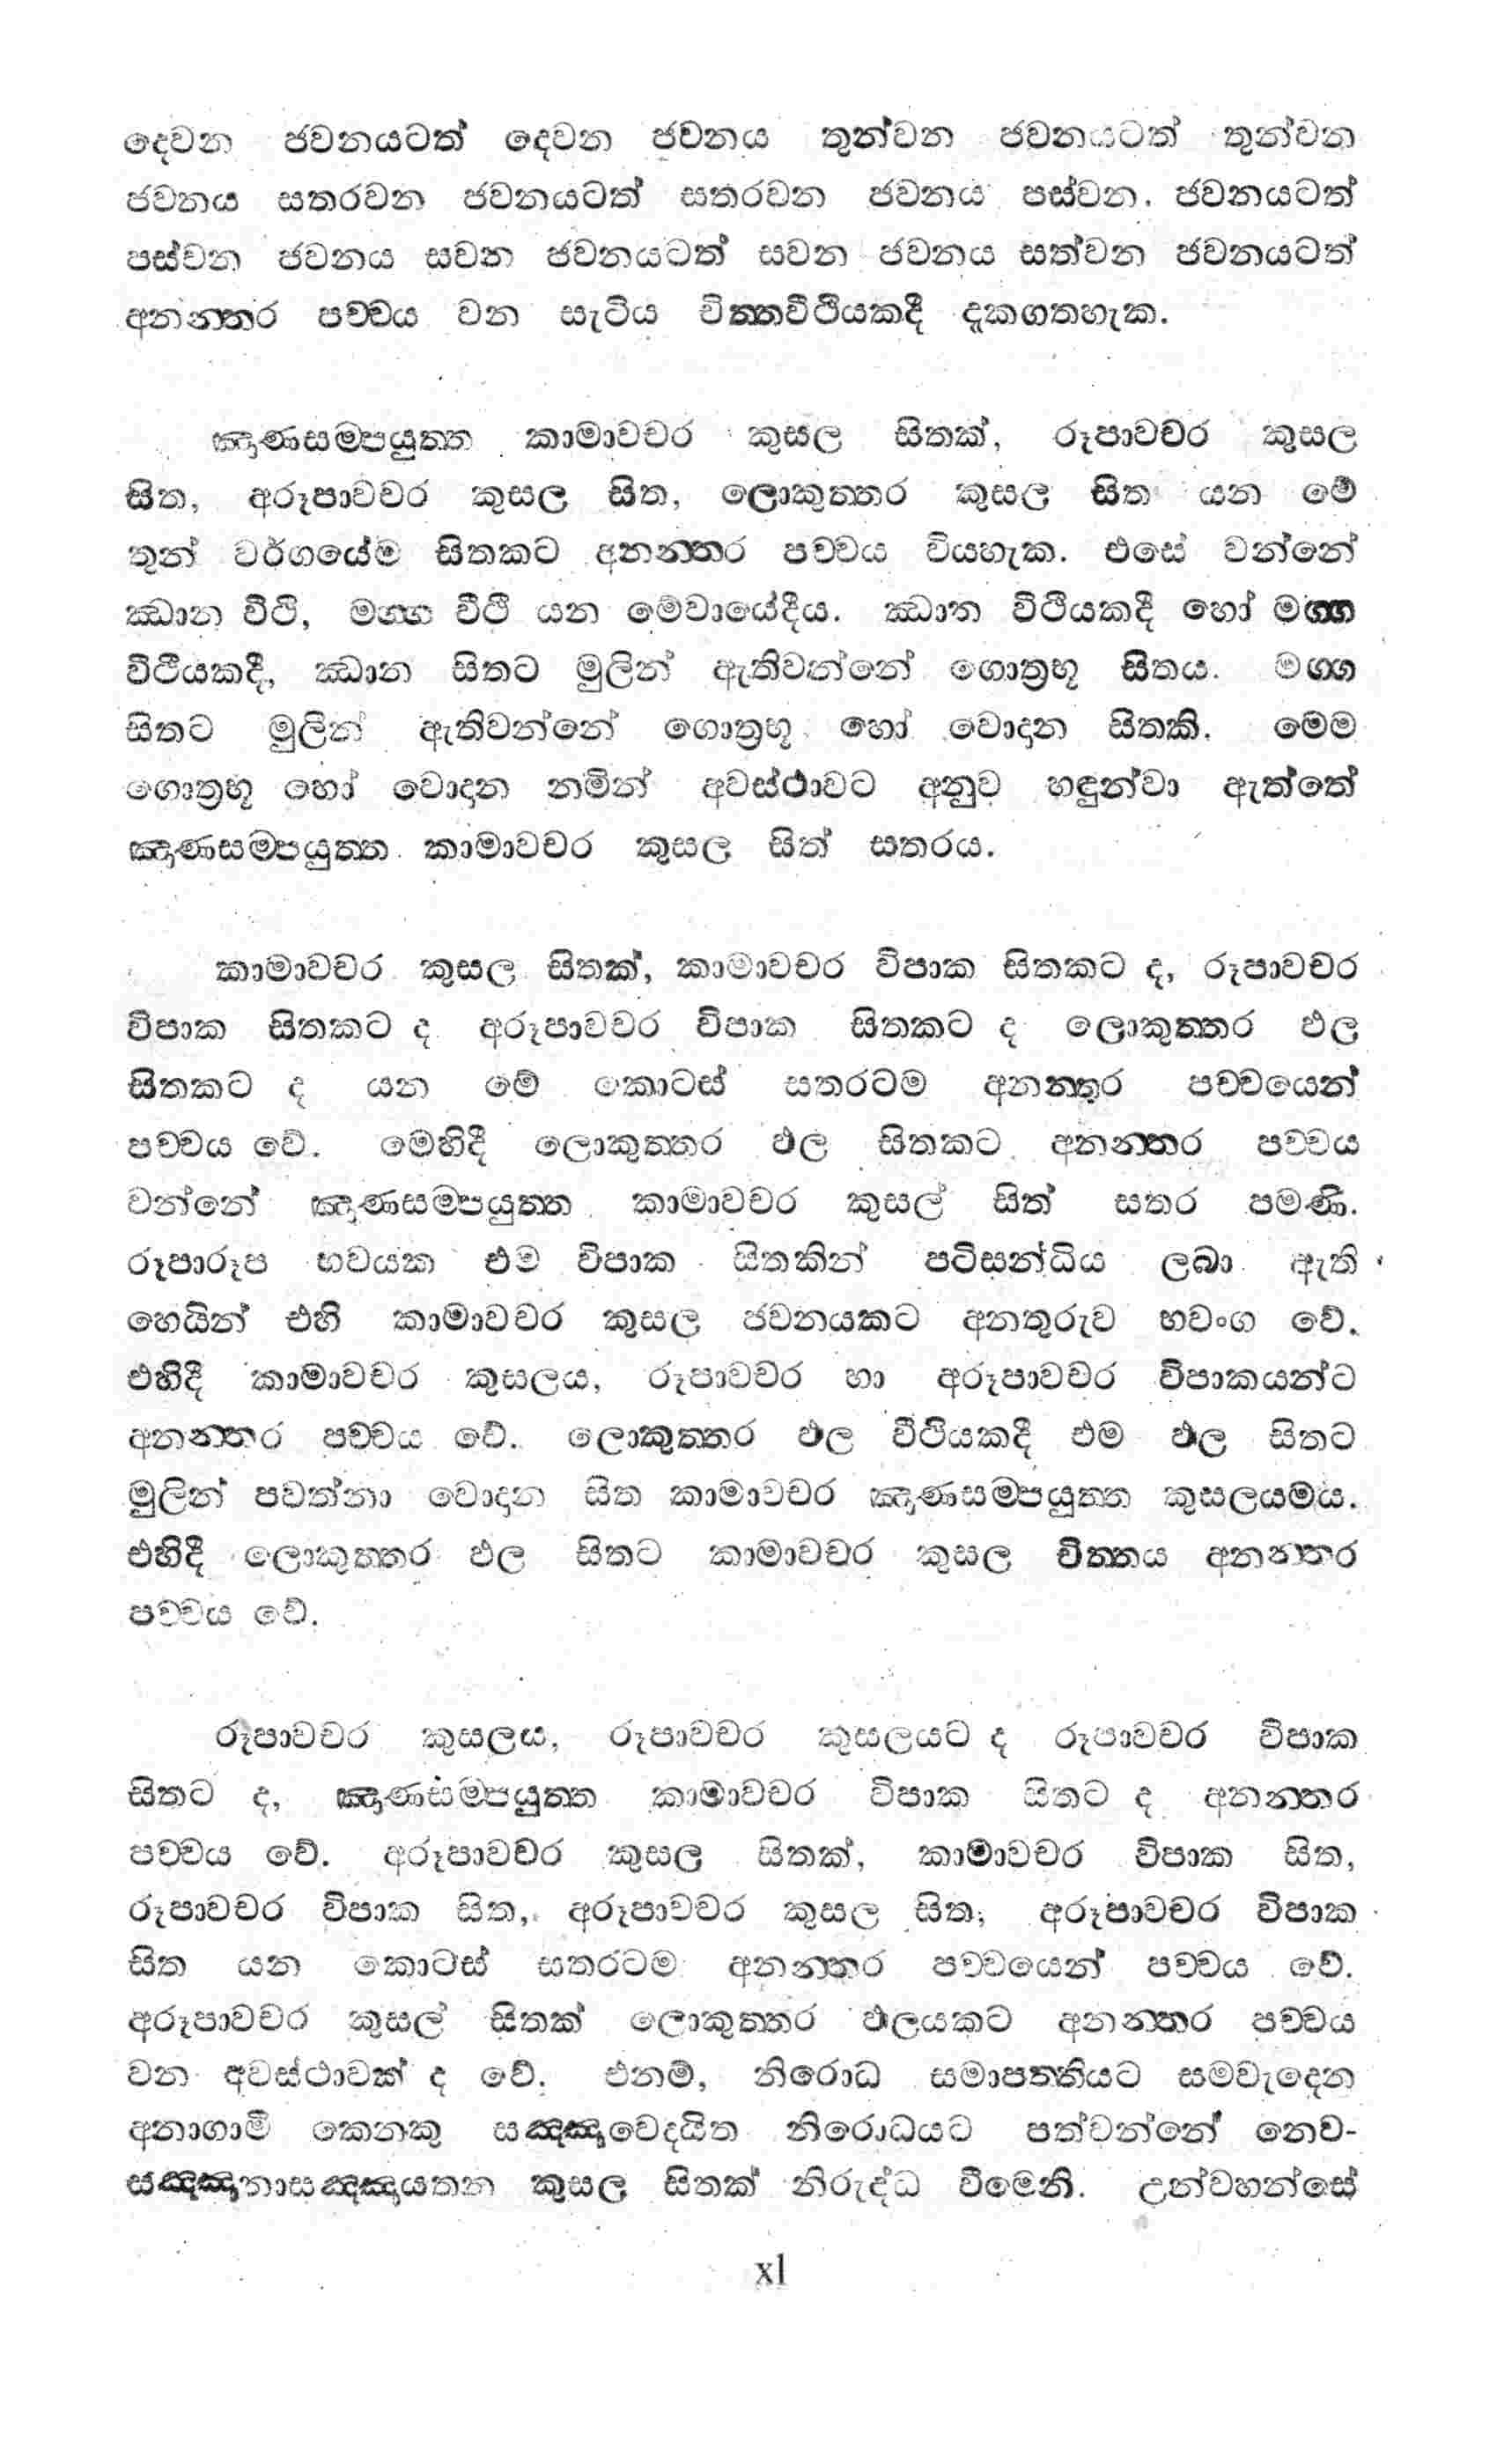 දෙවන ජවනයටත් දෙවන ජවනය තුන්වන ජවනයටත් තුන්වන
ජවනය සතරවන ජවනයටත් සතරවන ජවනය පස්වන ජවනයටත්
පස්වන ජවනය සවන ජවනයටත් සවන ජවනය සත්වන ජවනයටත්
අනන්තර පච්චය වන සැටිය චිත්තවීථියකදී දැකගතහැක.
ඤාණසම්පයුත්ත කාමාවචර කුසල සිතක්, රූපාවචර කුසල
සිත, අරූපාවචර කුසල සිත, ලොකුත්තර කුසල සිත යන මේ
තුන් වර්ගයේම සිතකට අනන්තර පච්චය වියහැක. එසේ වන්නේ
ඣාන වීථි, මග්ග වීථි යන මේවායේදීය. ඣාන වීථියකදී හෝ මග්ග
වීථියකදී, ඣාන සිතට මුලින් ඇතිවන්නේ ගොත්‍රභූ සිතය. මග්ග
සිතට මුලින් ඇතිවන්නේ ගොත්‍රභූ හෝ වොදාන සිතකි. මෙම
ගොත්‍රභූ හෝ වොදාන නමින් අවස්ථාවට අනුව හඳුන්වා ඇත්තේ
ඤාණසම්පයුත්ත කාමාවචර කුසල සිත් සතරය.
කාමාවචර කුසල සිතක්, කාමාවචර විපාක සිතකට ද, රූපාවචර
විපාක සිතකට ද අරූපාවචර විපාක සිතකට ද ලොකුත්තර ඵල
සිතකට ද යන මේ කොටස් සතරටම අනන්තර පච්චයෙන්
පච්චය වේ. මෙහිදී ලොකුත්තර ඵල සිතකට අනන්තර පච්චය
වන්නේ ඤාණසම්පයුත්ත කාමාවචර කුසල් සිත් සතර පමණි.
රූපාරූප භවයක එම විපාක සිතකින් පටිසන්ධිය ලබා ඇති
හෙයින් එහි කාමාවචර කුසල ජවනයකට අනතුරුව භවංග වේ.
එහිදී කාමාවචර කුසලය, රූපාවචර හා අරූපාවචර විපාකයන්ට
අනන්තර පච්චය වේ. ලොකුත්තර ඵල වීථියකදී එම ඵල සිතට
මුලින් පවත්නා වොදාන සිත කාමාවචර ඤාණසම්පයුත්ත කුසලයමය.
එහිදී ලොකුත්තර ඵල සිතට කාමාවචර කුසල චිත්තය අනන්තර
පච්චය වේ.
රූපාවචර කුසලය, රූපාවචර කුසලයට ද රූපාවචර විපාක
සිතට ද, ඤාණසම්පයුත්ත කාමාවචර විපාක සිතට ද අනන්තර
පච්චය වේ. අරූපාවචර කුසල සිතක්, කාමාවචර විපාක සිත,
රූපාවචර විපාක සිත, අරූපාවචර කුසල සිත, අරූපාවචර විපාක
සිත යන කොටස් සතරටම අනන්තර පච්චයෙන් පච්චය වේ.
අරූපාවචර කුසල් සිතක් ලොකුත්තර ඵලයකට අනන්තර පච්චය
වන අවස්ථාවක් ද වේ. එනම්, නිරොධ සමාපත්තියට සමවැදෙන
අනාගාමී කෙනකු සඤ්ඤාවෙදයිත නිරොධයට පත්වන්නේ නෙව-
සඤ්ඤානාසඤ්ඤායතන කුසල සිතක් නිරුද්ධ වීමෙනි. උන්වහන්සේ
xl